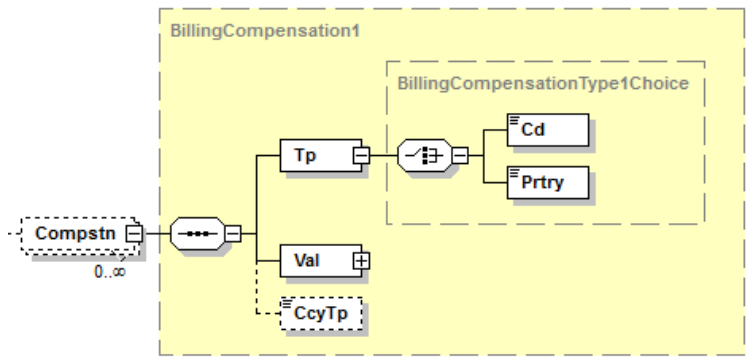 BillingCompensation1
BillingCompensationType1Choice
Cd
Tp
Prtry
Compstn
0..∞
Val
CcyTp